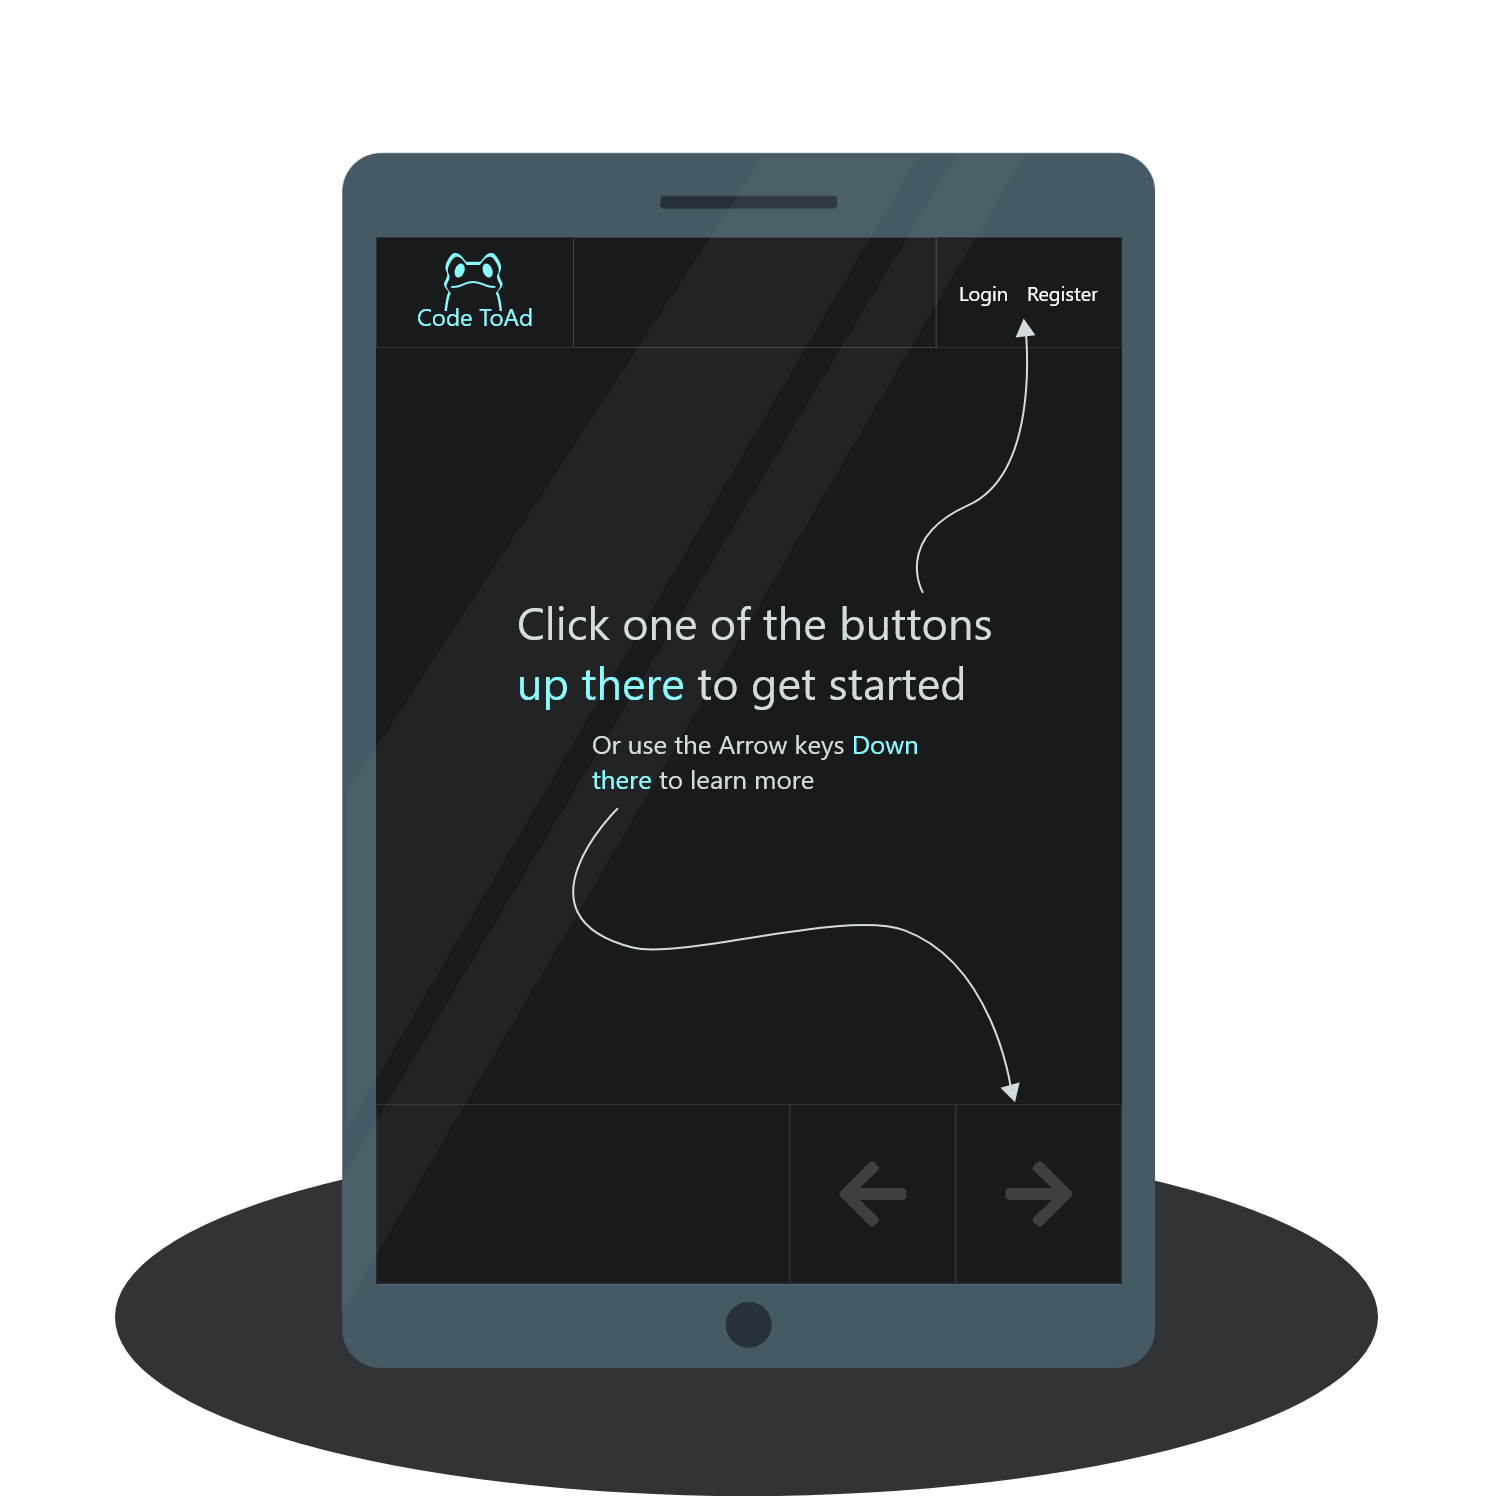 Code ToAd
Login Register
Click one of the buttons
up there to get started
Or use the Arrow keys Down
there to learn more